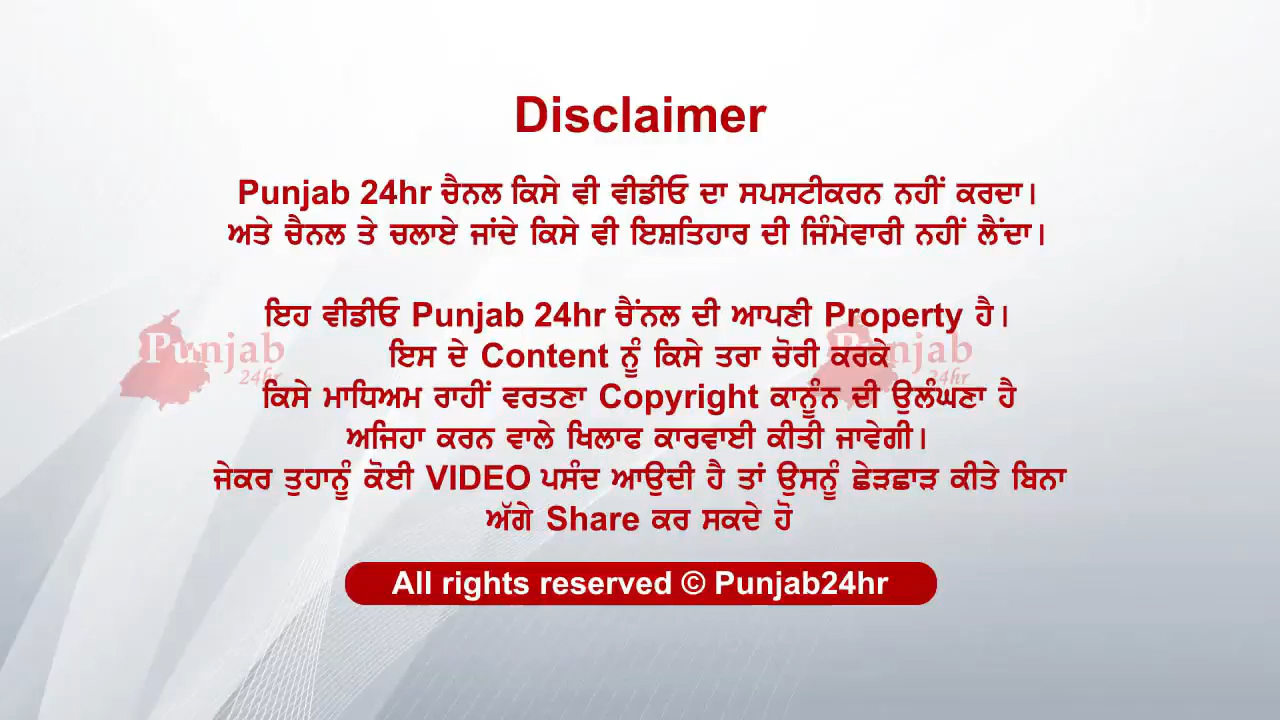 Disclaimer
Punjab 24hr ਚੈਨਲ ਕਿਸੇ ਵੀ ਵੀਡੀਓ ਦਾ ਸਪਸਟੀਕਰਨ ਨਹੀਂ ਕਰਦਾ।
ਅਤੇ ਚੈਨਲ ਤੇ ਚਲਾਏ ਜਾਂਦੇ ਕਿਸੇ ਵੀ ਇਸ਼ਤਿਹਾਰ ਦੀ ਜਿੰਮੇਵਾਰੀ ਨਹੀਂ ਲੈਂਦਾ।
ਇਹ ਵੀਡੀਓ Punjab 24hr ਚੈਂਨਲ ਦੀ ਆਪਣੀ Property ਹੈ।
Punjab
24hr
Punjab
24hr
ਇਸ ਦੇ Content ਨੂੰ ਕਿਸੇ ਤਰਾ ਚੋਰੀ ਕਰਕੇ
ਕਿਸੇ ਮਾਧਿਅਮ ਰਾਹੀਂ ਵਰਤਣਾ Copyright ਕਾਨੂੰਨ ਦੀ ਉਲੰਘਣਾ ਹੈ
ਅਜਿਹਾ ਕਰਨ ਵਾਲੇ ਖਿਲਾਫ ਕਾਰਵਾਈ ਕੀਤੀ ਜਾਵੇਗੀ।
ਜੇਕਰ ਤੁਹਾਨੂੰ ਕੋਈ VIDEO ਪਸੰਦ ਆਉਦੀ ਹੈ ਤਾਂ ਉਸਨੂੰ ਛੇੜਛਾੜ ਕੀਤੇ ਬਿਨਾ
ਅੱਗੇ Share ਕਰ ਸਕਦੇ ਹੋ
All rights reserved © Punjab24hr